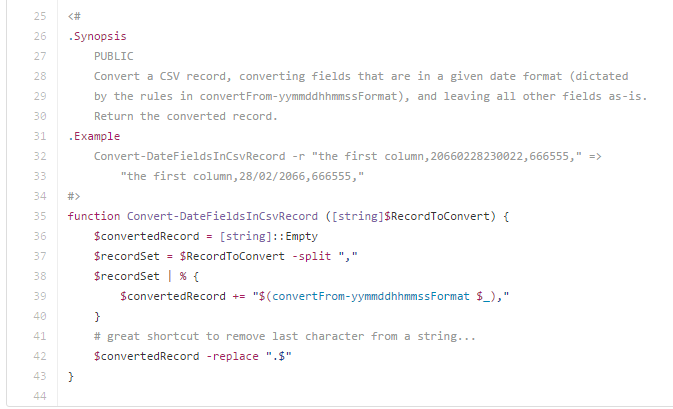 25 <#
26 .Synopsis
27     PUBLIC
28     Convert a CSV record, converting fields that are in a given date format (dictated
29     by the rules in convertFrom-yymmddhhmmssFormat), and leaving all other fields as-is.
30     Return the converted record.
31 .Example
32     Convert-DateFieldsInCsvRecord -r "the first column,20660228230022,666555," =>
33         "the first column,28/02/2066,666555,"
34 #>
35 function Convert-DateFieldsInCsvRecord ([string]$RecordToConvert) {
36     $convertedRecord = [string]::Empty
37     $recordSet = $RecordToConvert -split ","
38     $recordSet | % {
39         $convertedRecord += "$(convertFrom-yymmddhhmmssFormat $_),"
40     }
41     # great shortcut to remove last character from a string...
42     $convertedRecord -replace ".$"
43 }
44